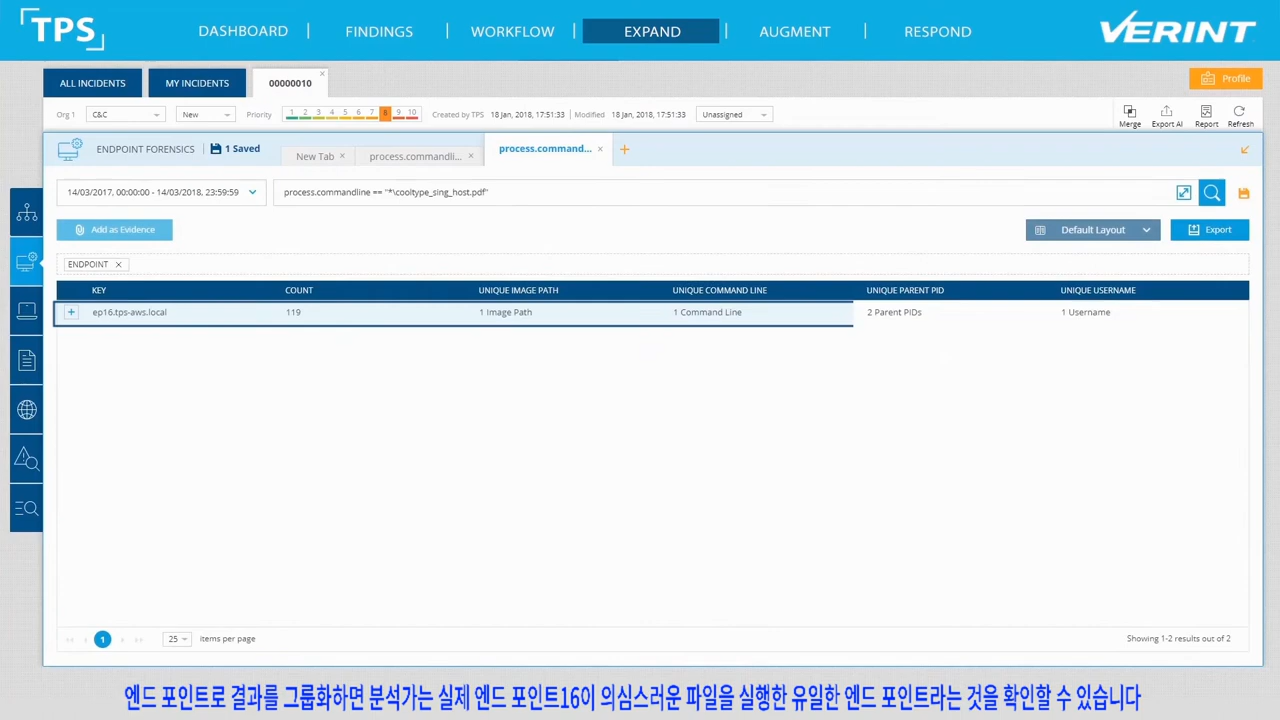 TPS
DASHBOARD
FINDINGS
WORKFLOW
EXPAND
AUGMENT
RESPOND
VERINT
ALL INCIDENTS
MY INCIDENTS
00000010
Profile
Org 1
C&C
New
Priority
1 2 3 4 5 6 7 8 9 10
Created by TPS 18 Jan, 2018, 17:51:33
Modified 18 Jan, 2018, 17:51:33
Unassigned
Merge
Export AI
Report
Refresh
ENDPOINT FORENSICS
1 Saved
New Tab
process.commandli...
process.command...
14/03/2017, 00:00:00 - 14/03/2018, 23:59:59
process.commandline == "*\cooltype_sing_host.pdf"
Add as Evidence
Default Layout
Export
ENDPOINT
KEY COUNT UNIQUE IMAGE PATH UNIQUE COMMAND LINE UNIQUE PARENT PID UNIQUE USERNAME
ep16.tps-aws.local 119 1 Image Path 1 Command Line 2 Parent PIDs 1 Username
1
25
items per page
Showing 1-2 results out of 2
엔드 포인트로 결과를 그룹화하면 분석가는 실제 엔드 포인트16이 의심스러운 파일을 실행한 유일한 엔드 포인트라는 것을 확인할 수 있습니다